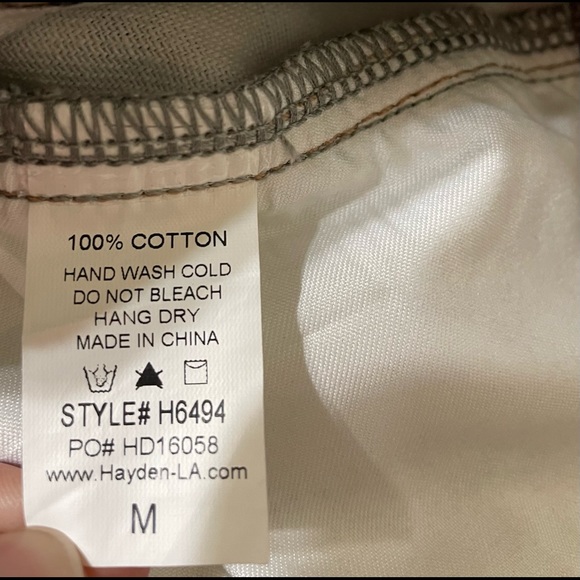 100% COTTON
HAND WASH COLD
DO NOT BLEACH
HANG DRY
MADE IN CHINA
STYLE# H6494
PO# HD16058
www.Hayden-LA.com
M